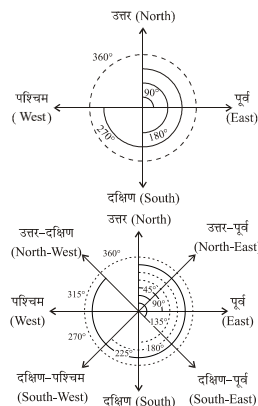 उत्तर (North)
360°
90°
पश्चिम
( West)
पूर्व
(East)
270°
180°
दक्षिण (South)
उत्तर (North)
उत्तर–दक्षिण
(North-West)
360°
उत्तर–पूर्व
(North-East)
45°
315°
90°
पश्चिम
(West)
पूर्व
(East)
135°
270°
225°
180°
दक्षिण–पश्चिम
(South-West)
दक्षिण–पूर्व
(South-East)
दक्षिण (South)